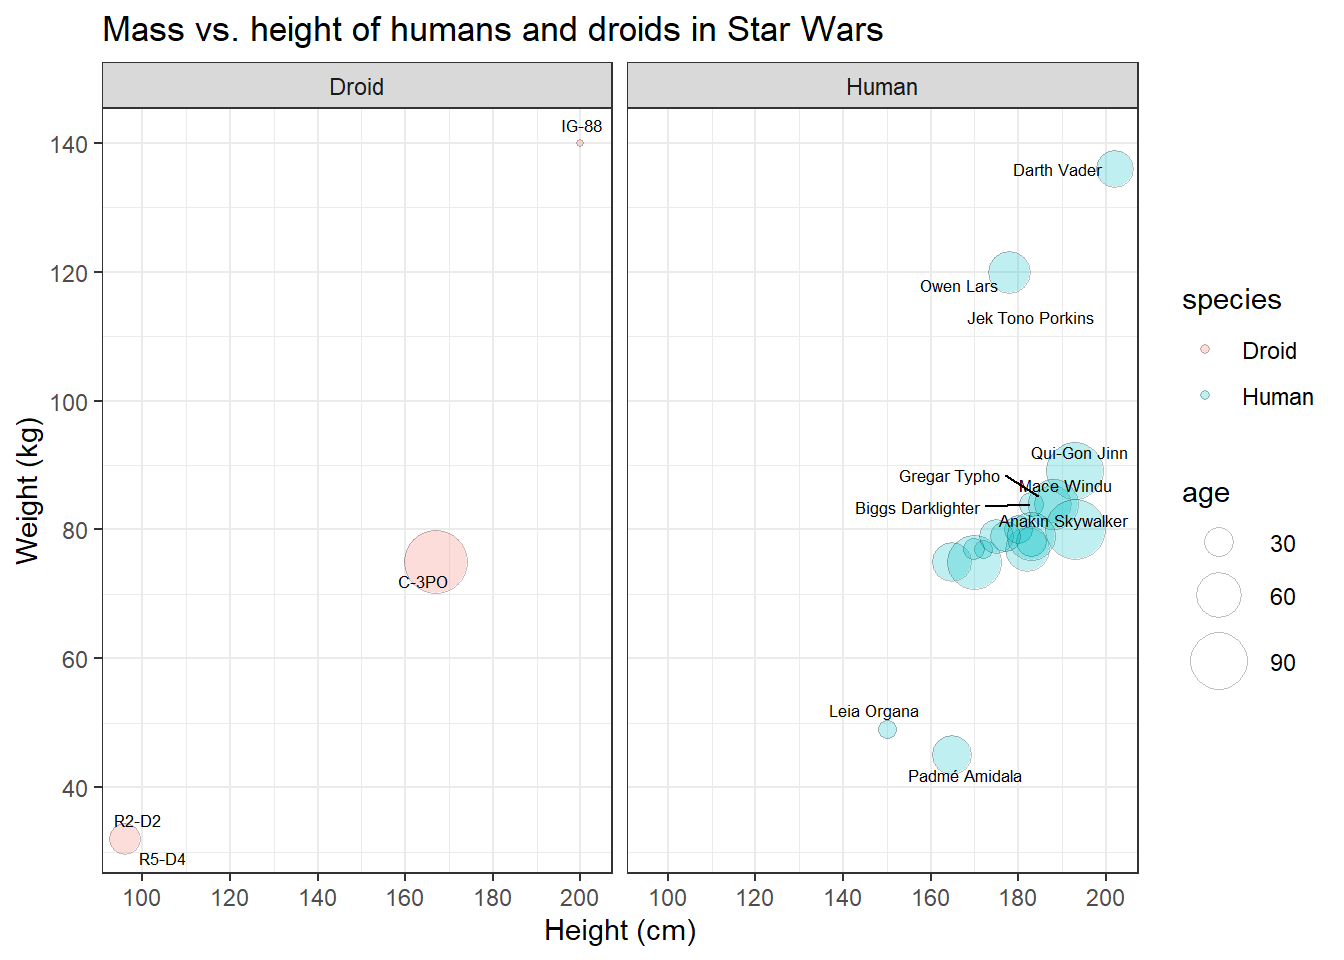 Mass vs. height of humans and droids in Star Wars
Droid
Human
IG-88
C-3PO
R2-D2
R5-D4
Darth Vader
Owen Lars
Jek Tono Porkins
Qui-Gon Jinn
Gregar Typho
Mace Windu
Biggs Darklighter
Anakin Skywalker
Leia Organa
Padmé Amidala
140
120
100
80
60
40
Weight (kg)
100 120 140 160 180 200
100 120 140 160 180 200
Height (cm)
species
Droid
Human
age
30
60
90